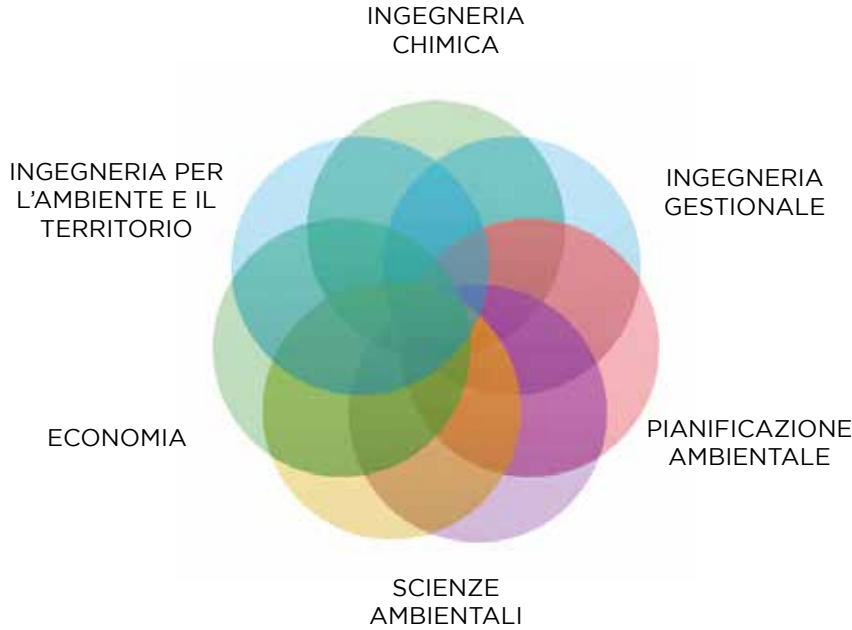 INGEGNERIA
CHIMICA
INGEGNERIA PER
L'AMBIENTE E IL
TERRITORIO
INGEGNERIA
GESTIONALE
ECONOMIA
PIANIFICAZIONE
AMBIENTALE
SCIENZE
AMBIENTALI